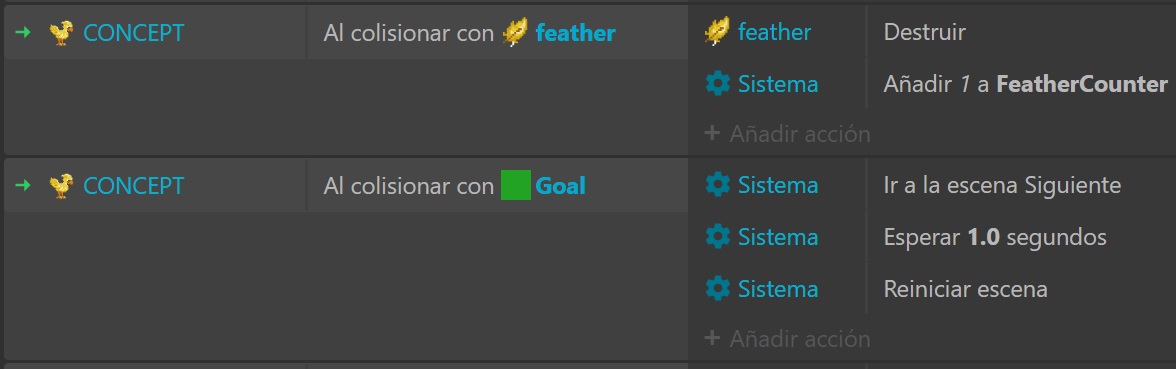 CONCEPT Al colisionar con feather feather Destruir
Sistema Añadir 1 a FeatherCounter
+ Añadir acción
CONCEPT Al colisionar con Goal Sistema Ir a la escena Siguiente
Sistema Esperar 1.0 segundos
Sistema Reiniciar escena
+ Añadir acción